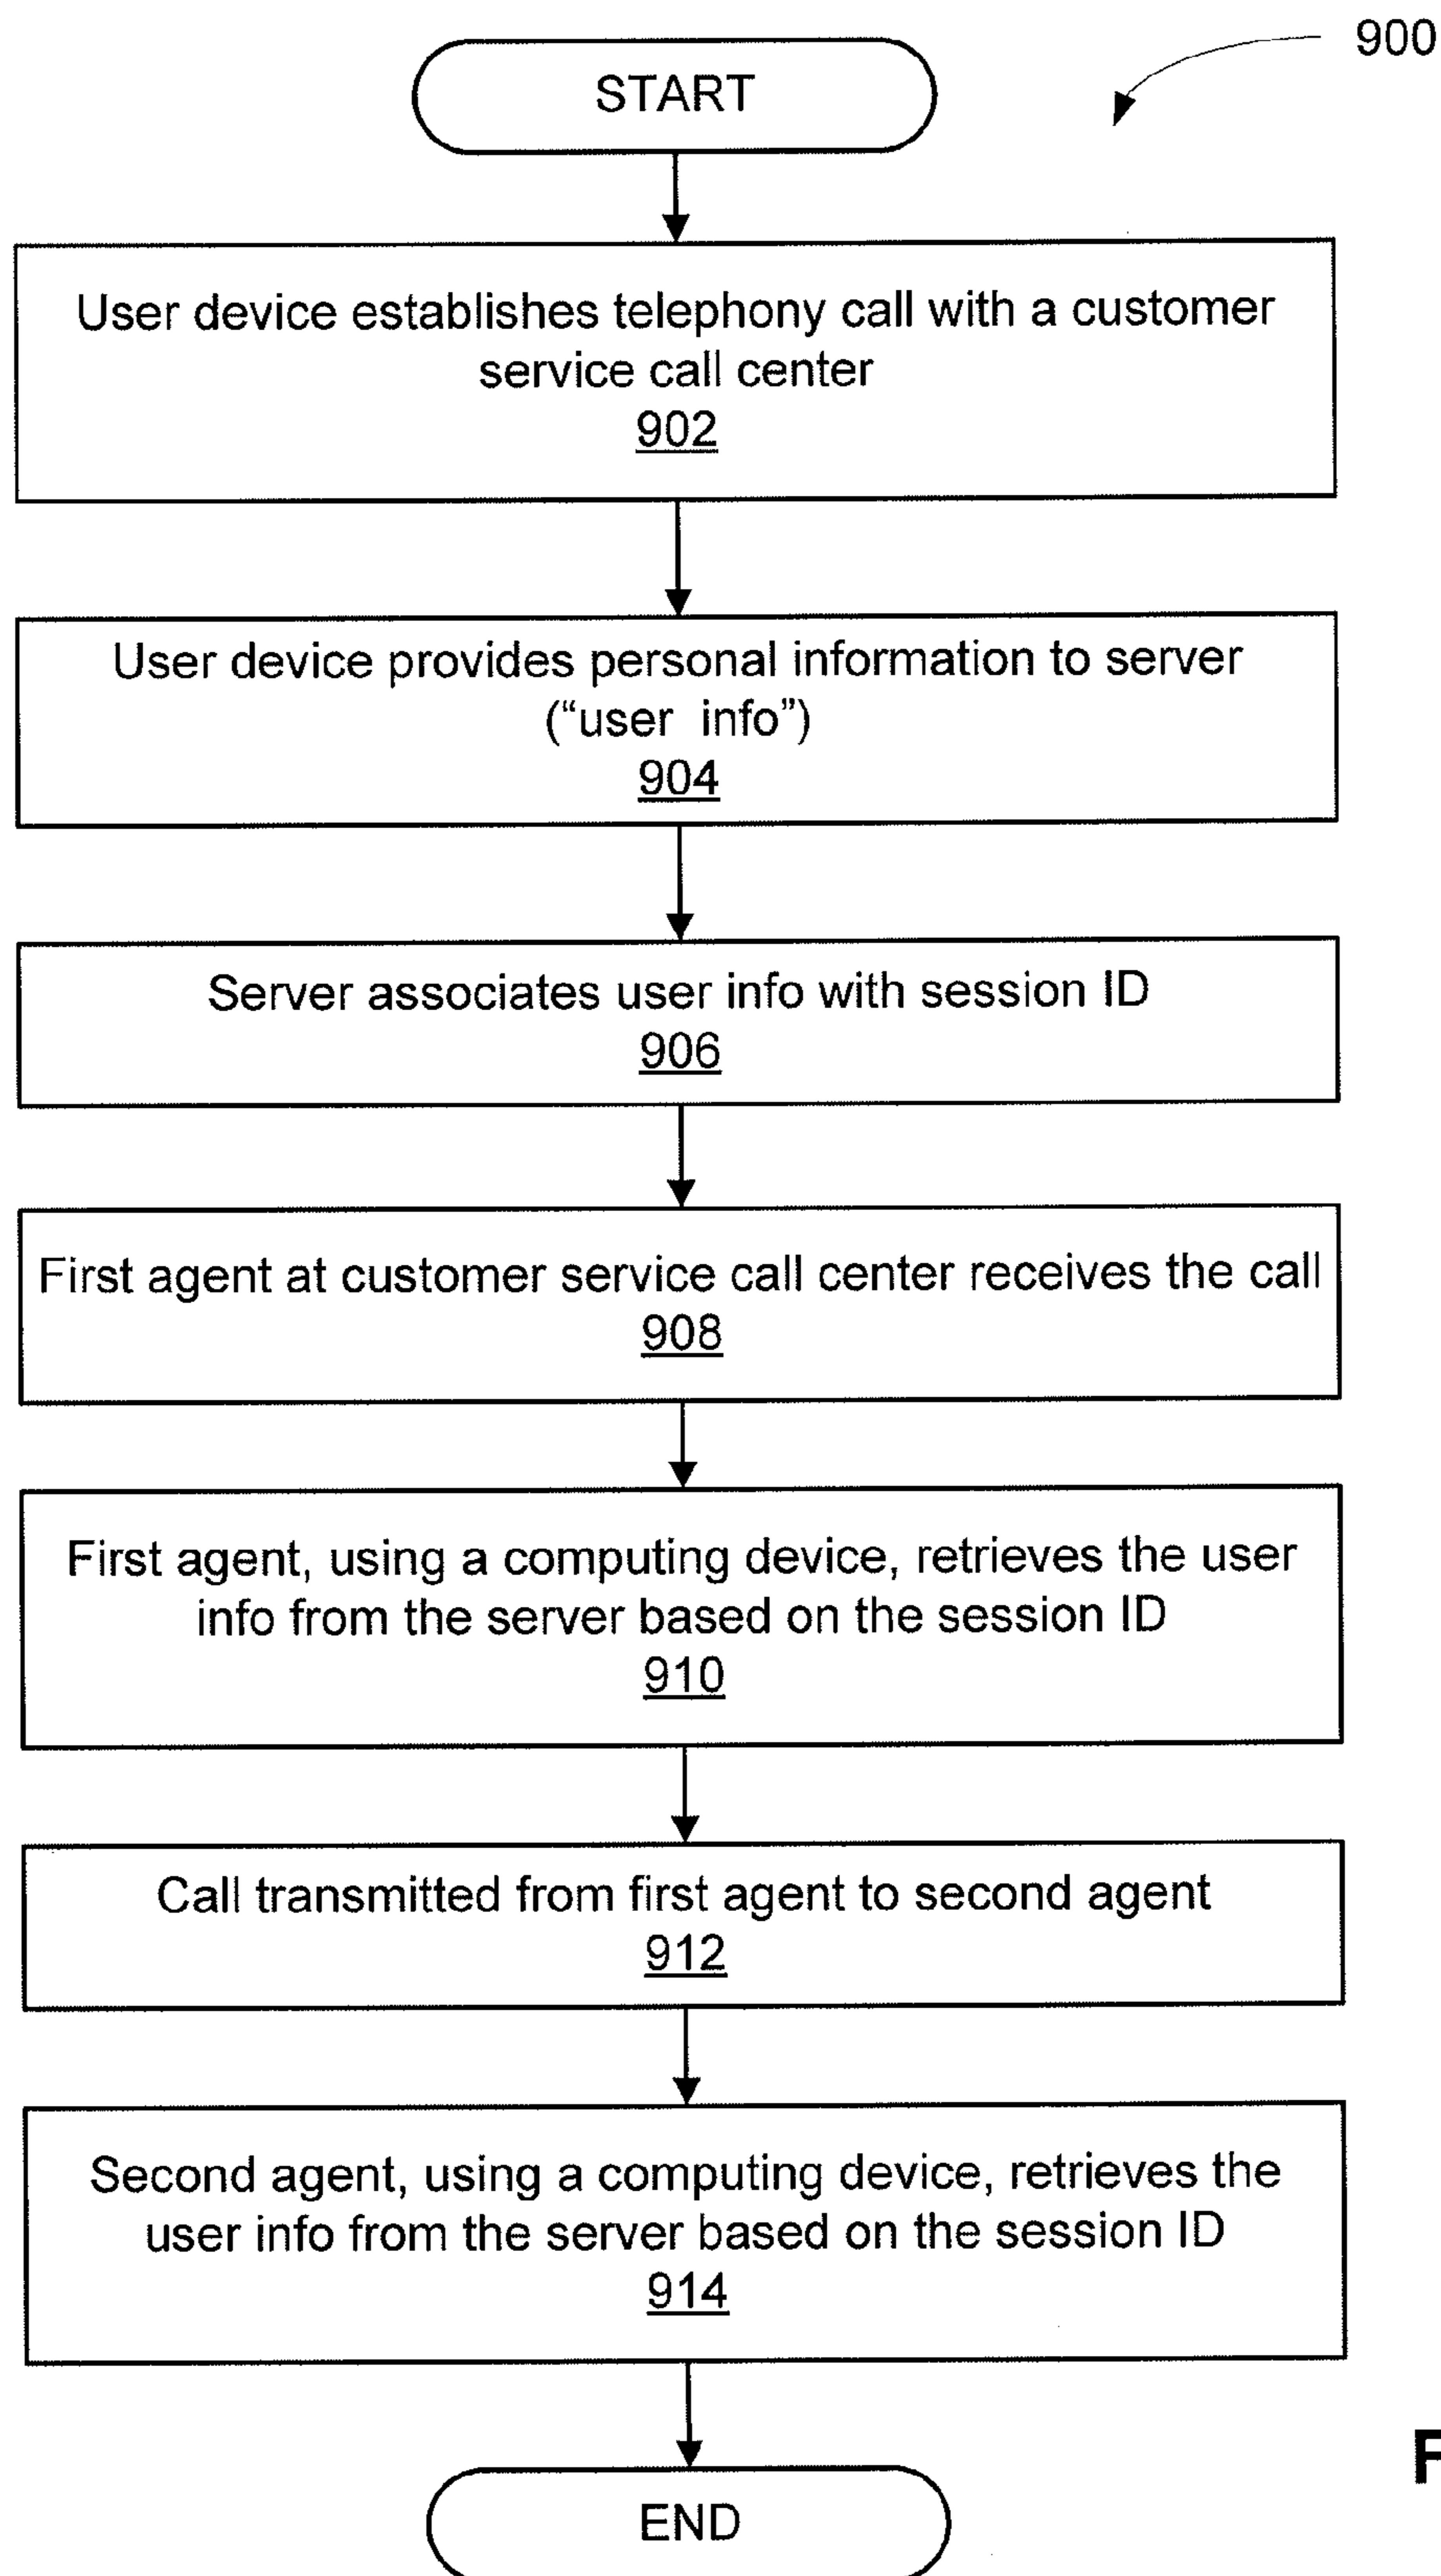 900
START
User device establishes telephony call with a customer
service call center
902
User device provides personal information to server
(“user info”)
904
Server associates user info with session ID
906
First agent at customer service call center receives the call
908
First agent, using a computing device, retrieves the user
info from the server based on the session ID
910
Call transmitted from first agent to second agent
912
Second agent, using a computing device, retrieves the
user info from the server based on the session ID
914
END